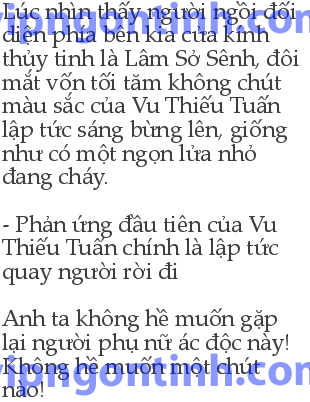 Lúc nhìn thấy người ngồi đối
diện phía bên kia cửa kính
thủy tinh là Lâm Sở Sênh, đôi
mắt vốn tối tăm không chút
màu sắc của Vu Thiếu Tuấn
lập tức sáng bừng lên, giống
như có một ngọn lửa nhỏ
đang cháy.
- Phản ứng đầu tiên của Vu
Thiếu Tuấn chính là lập tức
quay người rời đi
Anh ta không hề muốn gặp
lại người phụ nữ ác độc này!
Không hề muốn một chút
nào!
vipngontinh.com
vipngontinh.com